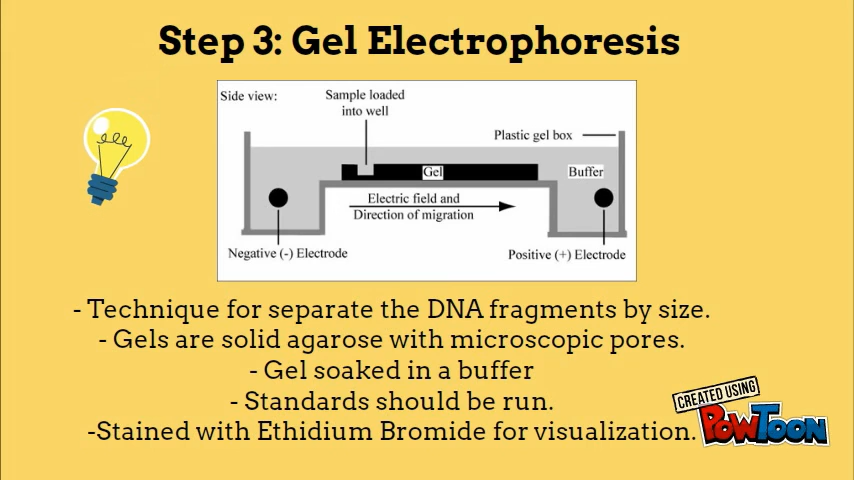 Step 3: Gel Electrophoresis
Side view:
Sample loaded
into well
Plastic gel box
Gel
Buffer
Electric field and
Direction of migration
Negative (-) Electrode
Positive (+) Electrode
- Technique for separate the DNA fragments by size.
- Gels are solid agarose with microscopic pores.
- Gel soaked in a buffer
- Standards should be run.
-Stained with Ethidium Bromide for visualization.
CREATED USING
POWTOON